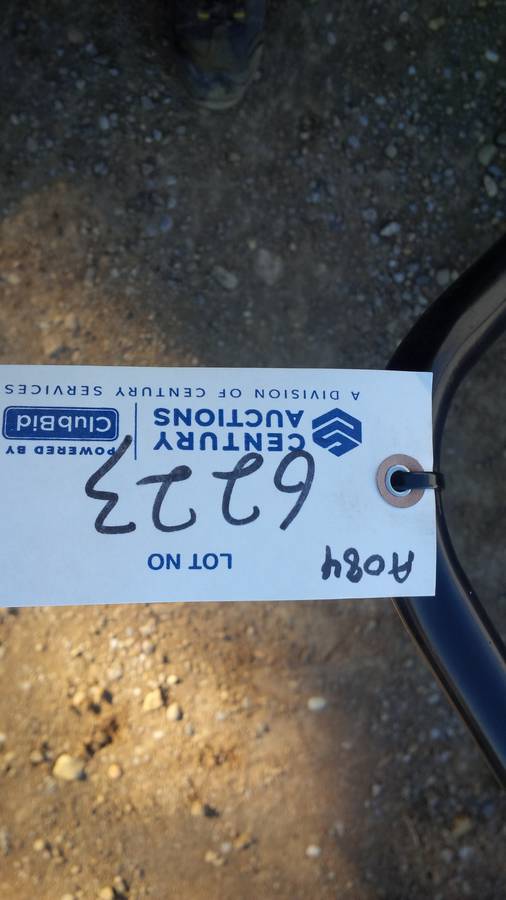 A084
LOT NO
6223
CENTURY
AUCTIONS
POWERED BY
ClubBid
A DIVISION OF CENTURY SERVICES